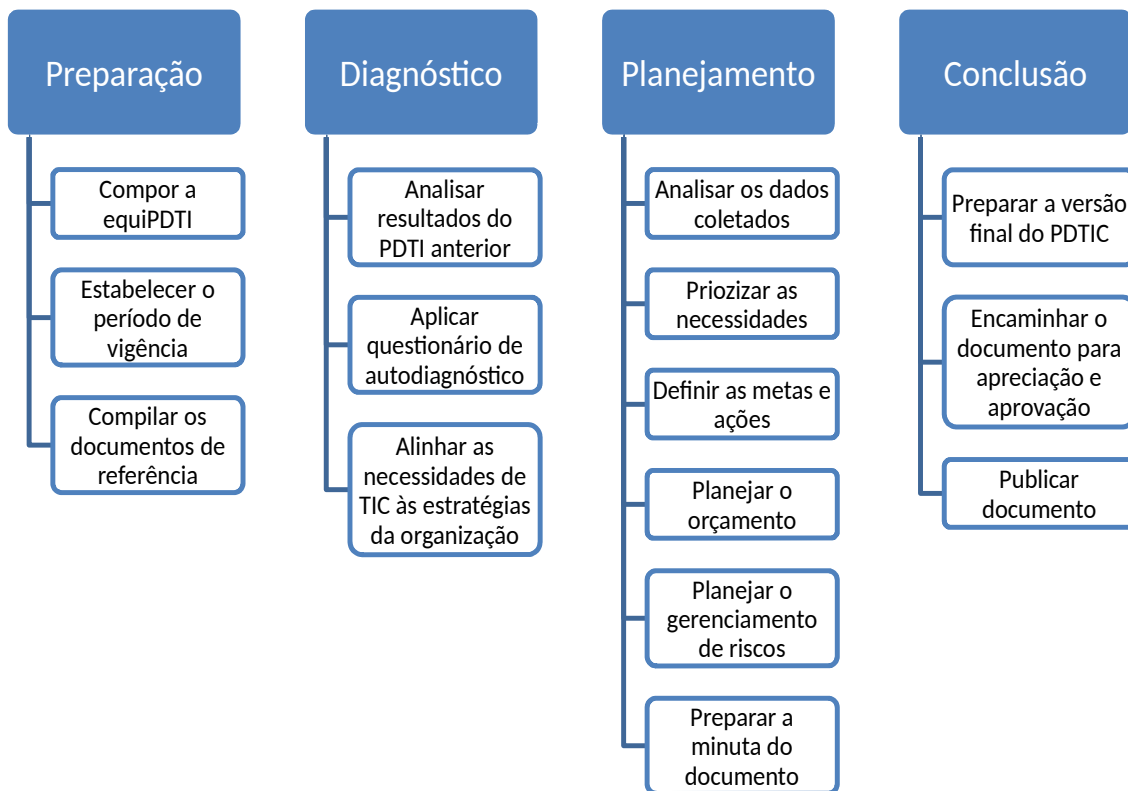 Preparação
Compor a
equiPDTI
Estabelecer o
período de
vigência
Compilar os
documentos de
referência
Diagnóstico
Analisar
resultados do
PDTI anterior
Aplicar
questionário de
autodiagnóstico
Alinhar as
necessidades de
TIC às estratégias
da organização
Planejamento
Analisar os dados
coletados
Priozizar as
necessidades
Definir as metas e
ações
Planejar o
orçamento
Planejar o
gerenciamento
de riscos
Preparar a
minuta do
documento
Conclusão
Preparar a versão
final do PDTIC
Encaminhar o
documento para
apreciação e
aprovação
Publicar
documento